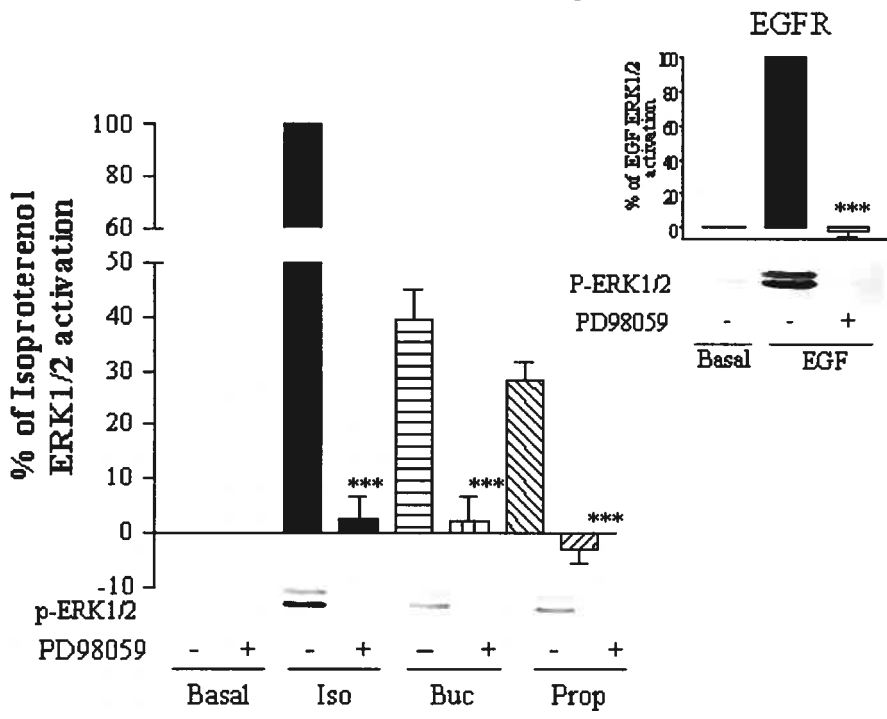 EGFR
% of EGF ERK1/2
activation
100
80
60
40
20
0
***
P-ERK1/2
PD98059 - - +
Basal EGF
% of Isoproterenol
ERK1/2 activation
100
80
60
50
40
30
20
10
0
-10
*** *** ***
p-ERK1/2
PD98059 - + - + - + - +
Basal Iso Buc Prop